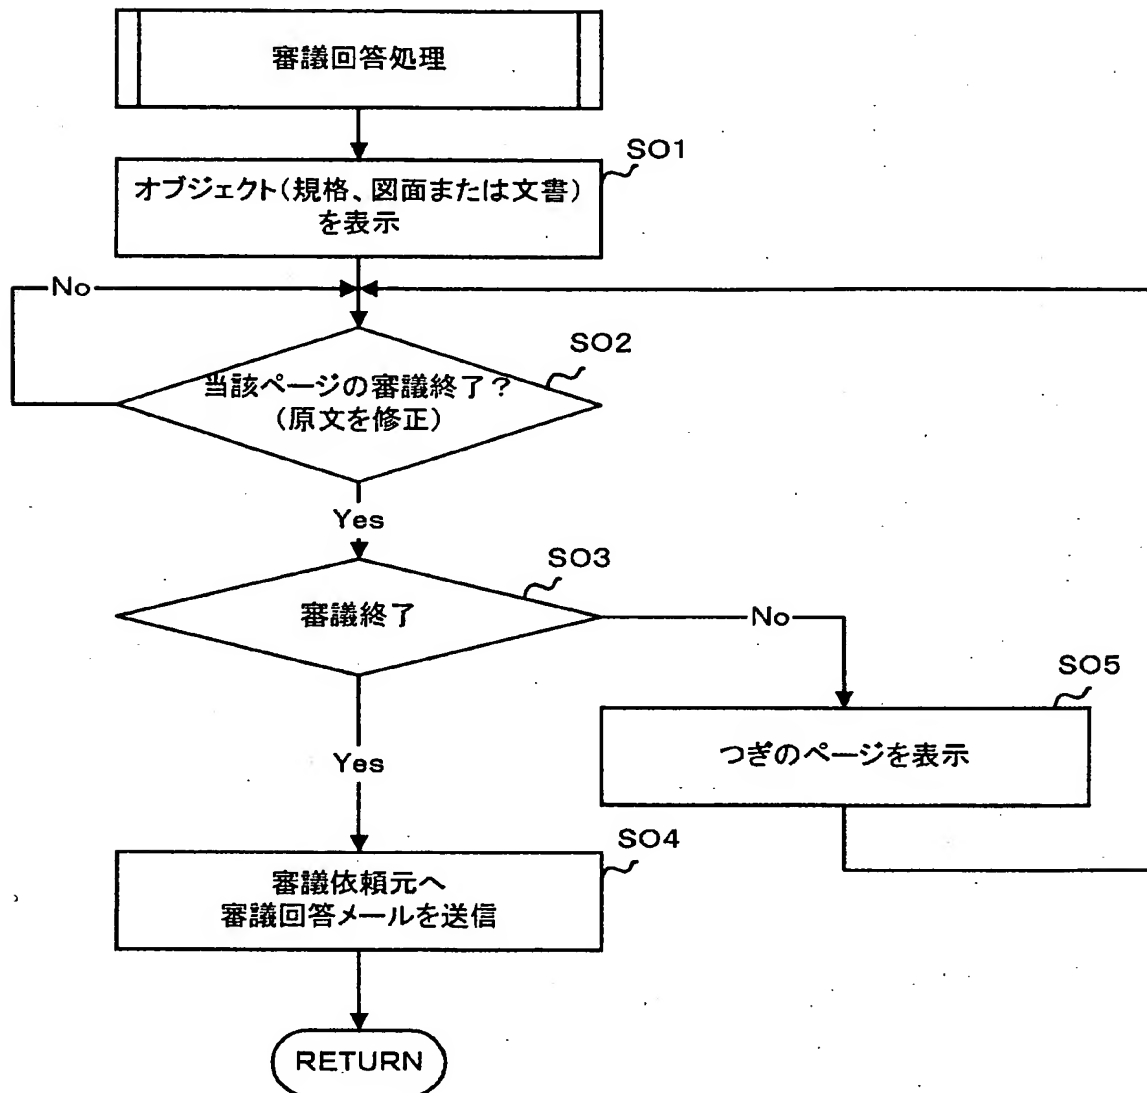 審議回答処理
SO1
オブジェクト(規格、図面または文書)
を表示
No
SO2
当該ページの審議終了?
(原文を修正)
Yes
SO3
審議終了
No
SO5
つぎのページを表示
Yes
SO4
審議依頼元へ
審議回答メールを送信
RETURN